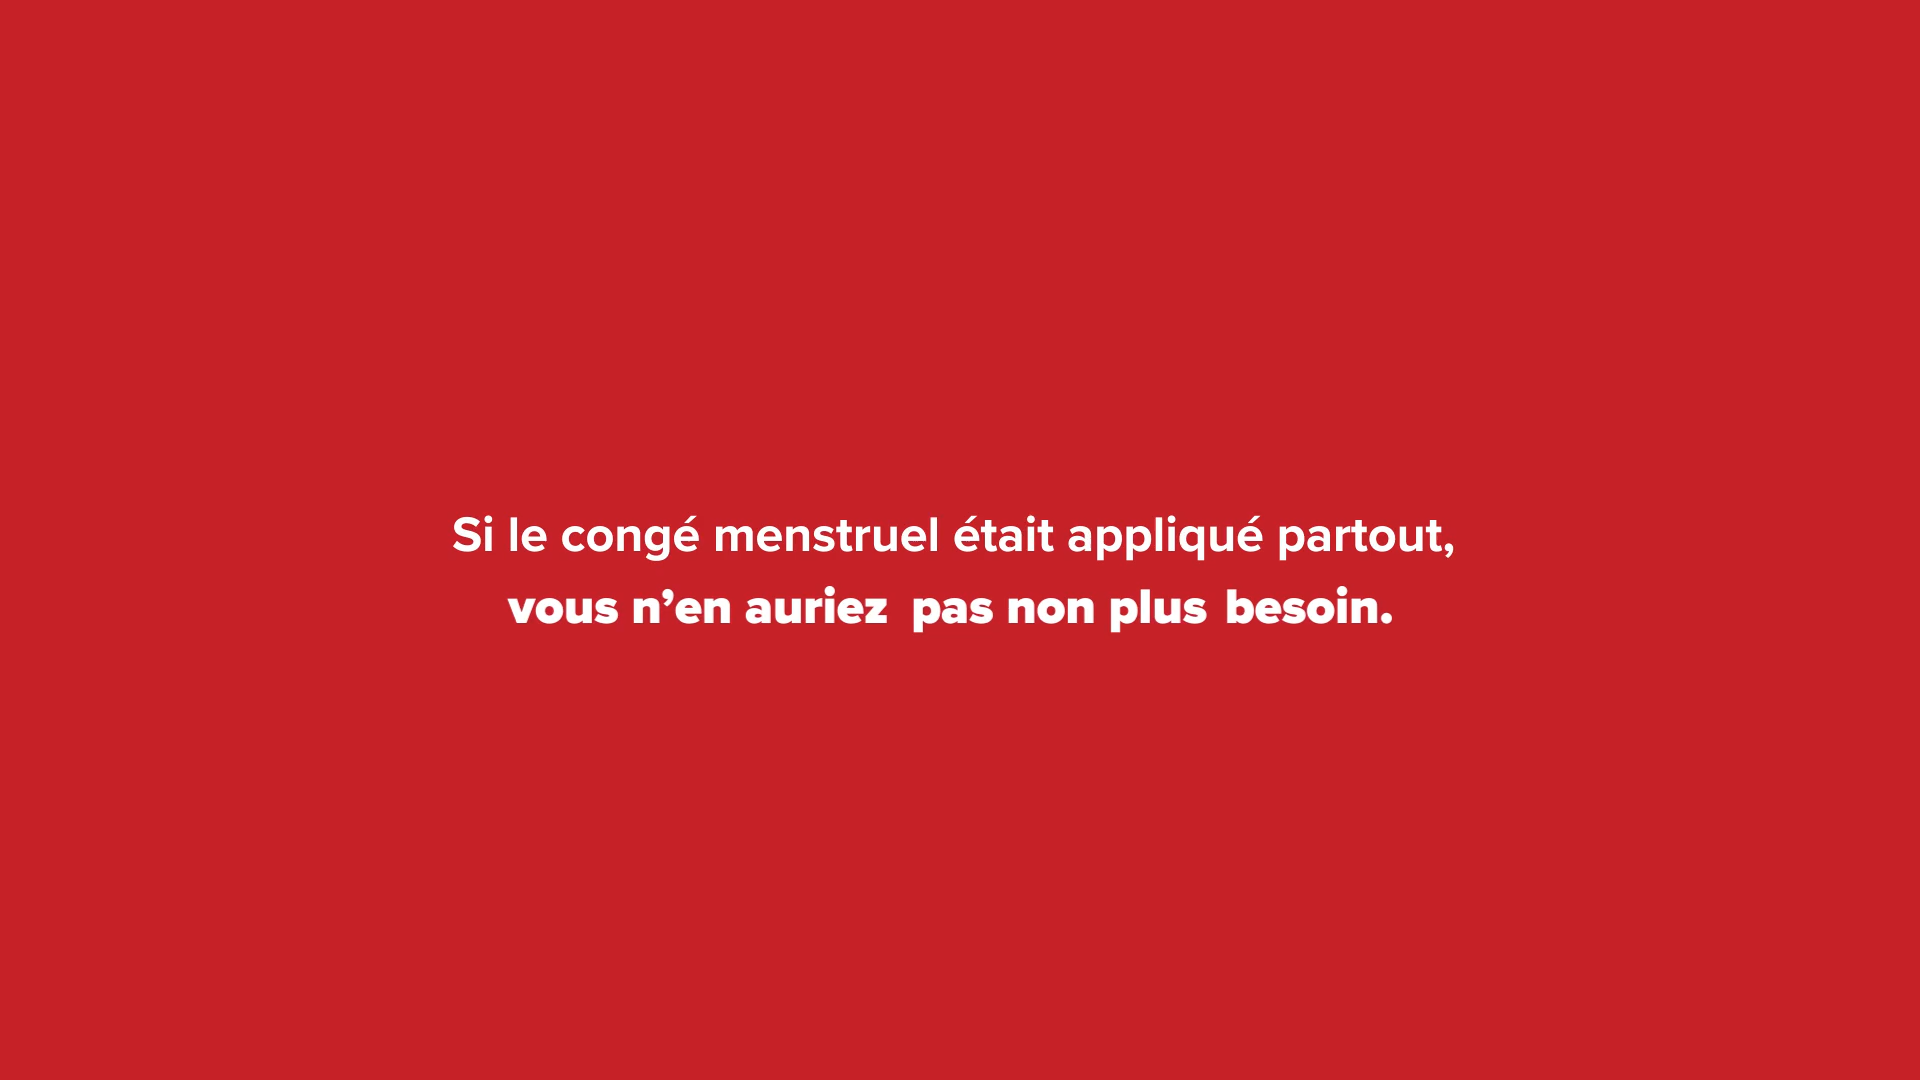 Si le congé menstruel était appliqué partout,
vous n’en auriez pas non plus besoin.